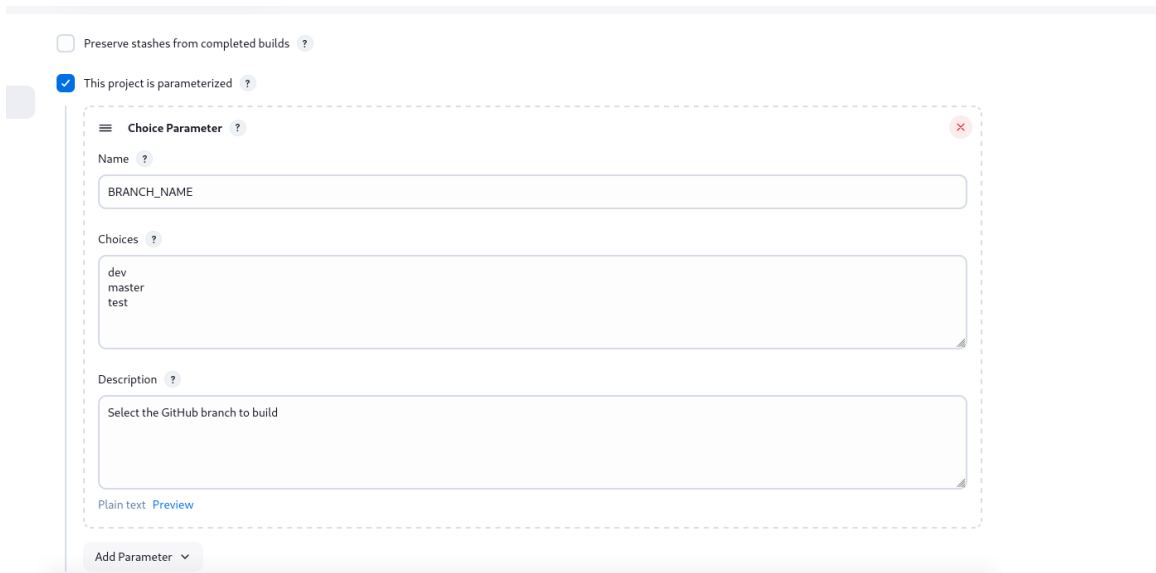 Preserve stashes from completed builds ?
This project is parameterized ?
Choice Parameter ?
Name ?
BRANCH_NAME
Choices ?
dev
master
test
Description ?
Select the GitHub branch to build
Plain text Preview
Add Parameter